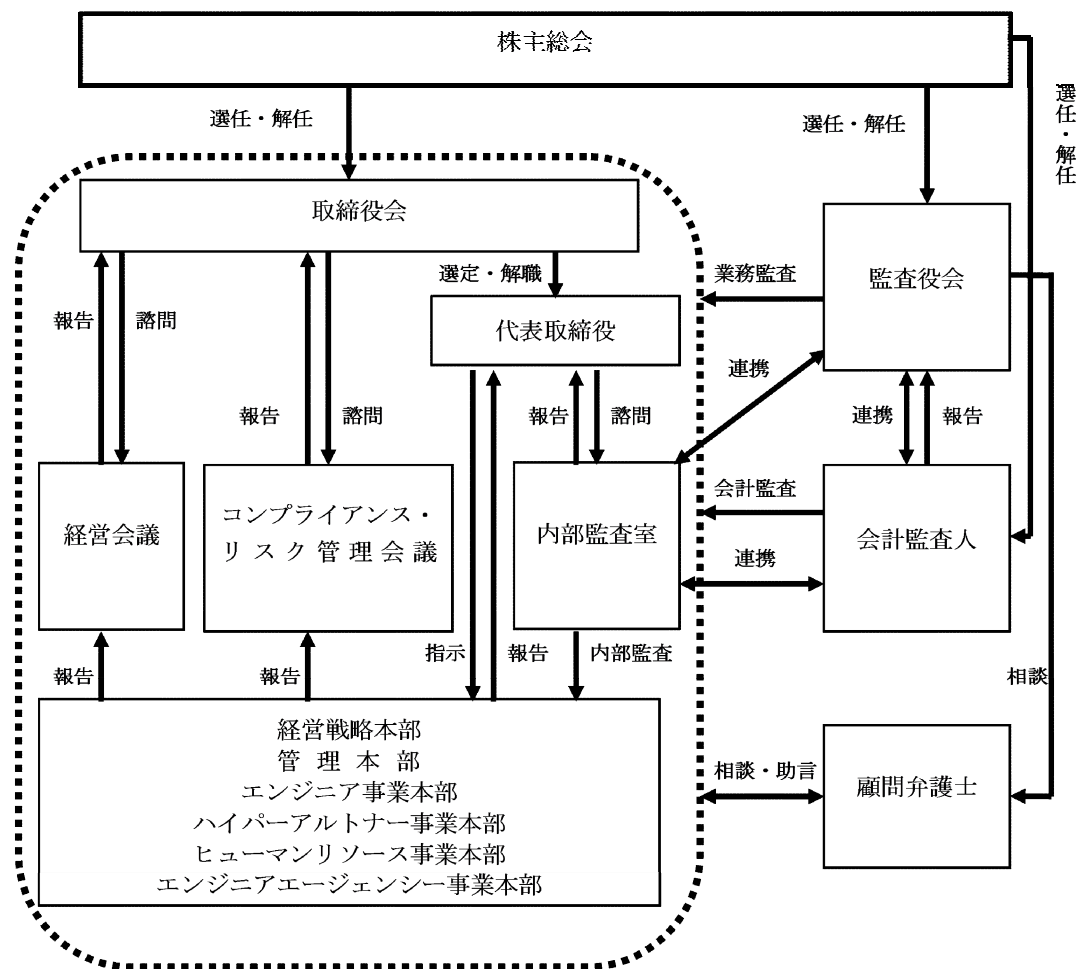 株主総会
選任・解任
選任・解任
選任・解任
取締役会
監査役会
選定・解職
業務監査
代表取締役
報告
諮問
連携
報告
諮問
報告
諮問
連携
報告
経営会議
コンプライアンス・
リスク管理会議
内部監査室
会計監査
会計監査人
連携
報告
報告
指示
報告
内部監査
相談
経営戦略本部
管理本部
エンジニア事業本部
ハイパーアルトナー事業本部
ヒューマンリソース事業本部
エンジニアエージェンシー事業本部
相談・助言
顧問弁護士